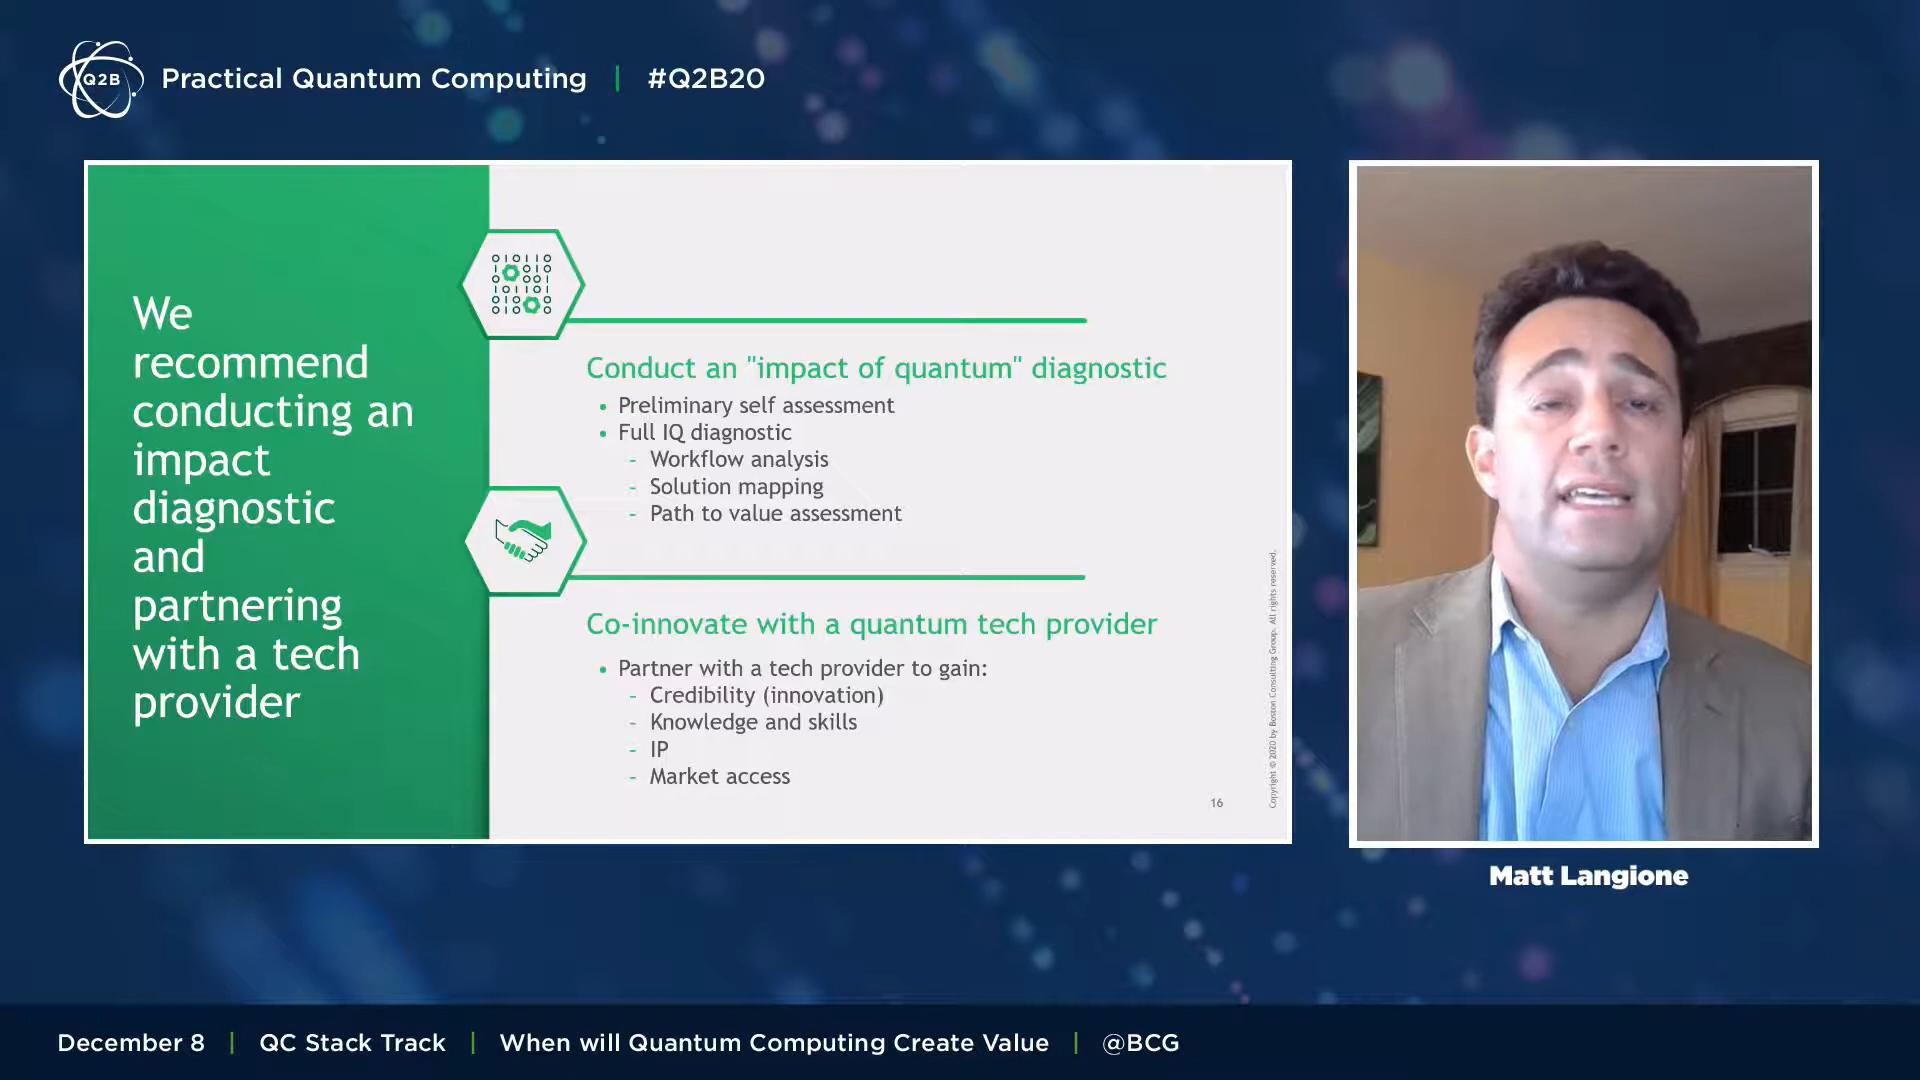 Q2B
Practical Quantum Computing | #Q2B20
We
recommend
conducting an
impact
diagnostic
and
partnering
with a tech
provider
Conduct an "impact of quantum" diagnostic
• Preliminary self assessment
• Full IQ diagnostic
- Workflow analysis
- Solution mapping
- Path to value assessment
Co-innovate with a quantum tech provider
• Partner with a tech provider to gain:
- Credibility (innovation)
- Knowledge and skills
- IP
- Market access
16
Copyright © 2020 by Boston Consulting Group. All rights reserved.
Matt Langione
December 8 | QC Stack Track | When will Quantum Computing Create Value | @BCG